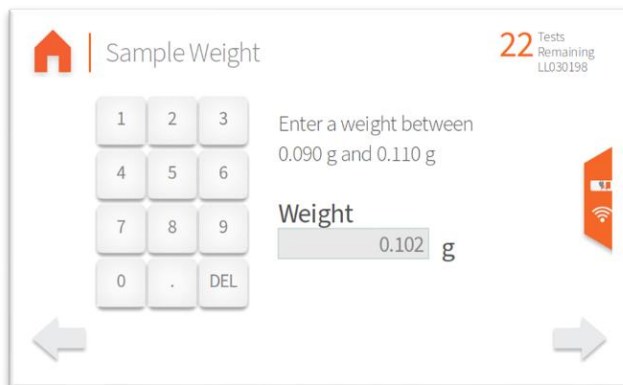 Sample Weight
22 Tests
Remaining
LL030198
1 2 3
4 5 6
7 8 9
0 . DEL
Enter a weight between
0.090 g and 0.110 g
Weight
0.102 g